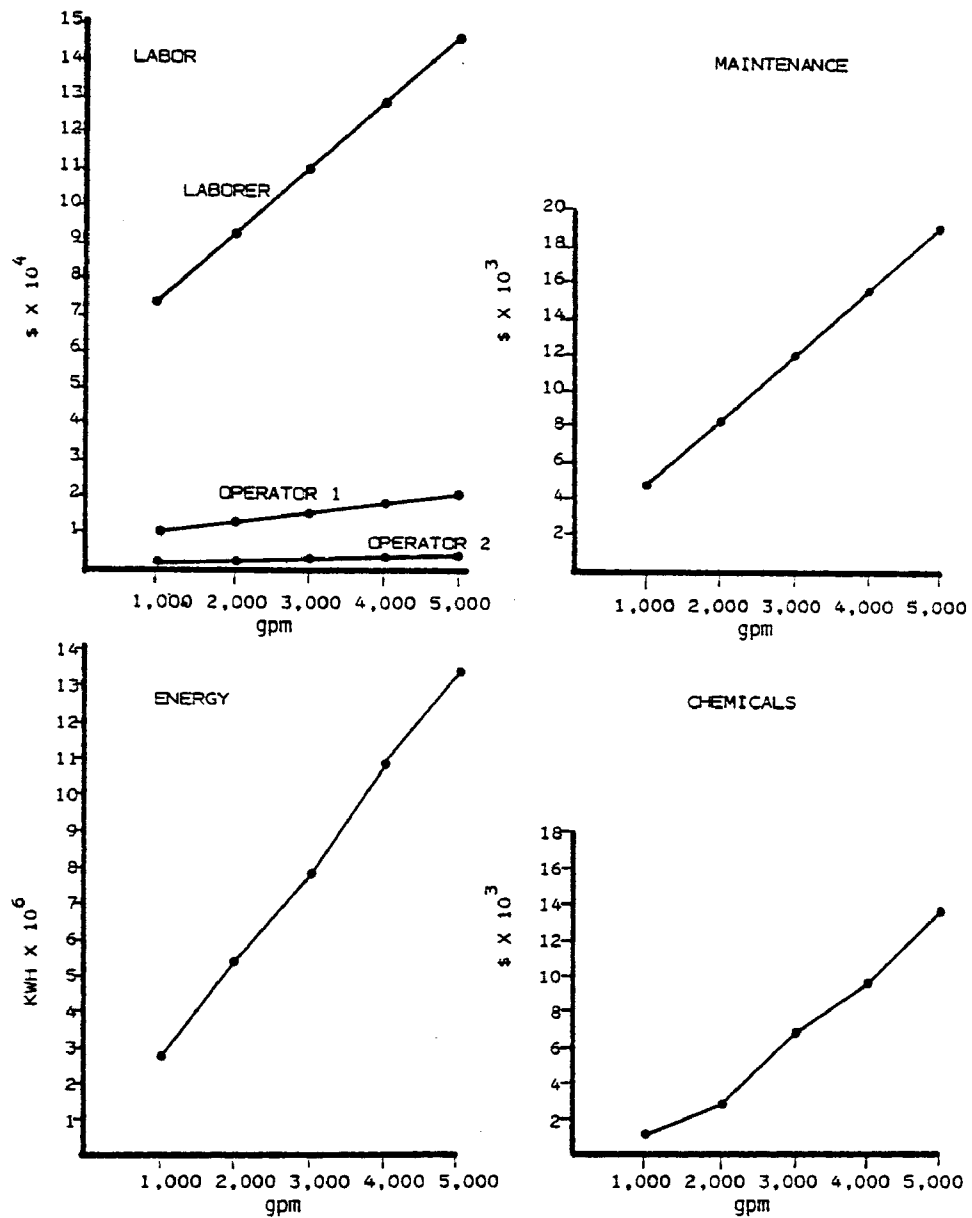 LABOR
15
14
13
12
11
10
9
8
7
6
5
4
3
2
1
$ X 10^4
LABORER
OPERATOR 1
OPERATOR 2
1,000 2,000 3,000 4,000 5,000
gpm
MAINTENANCE
20
18
16
14
12
10
8
6
4
2
$ X 10^3
1,000 2,000 3,000 4,000 5,000
gpm
ENERGY
14
13
12
11
10
9
8
7
6
5
4
3
2
1
KWH X 10^6
1,000 2,000 3,000 4,000 5,000
gpm
CHEMICALS
18
16
14
12
10
8
6
4
2
$ X 10^3
1,000 2,000 3,000 4,000 5,000
gpm